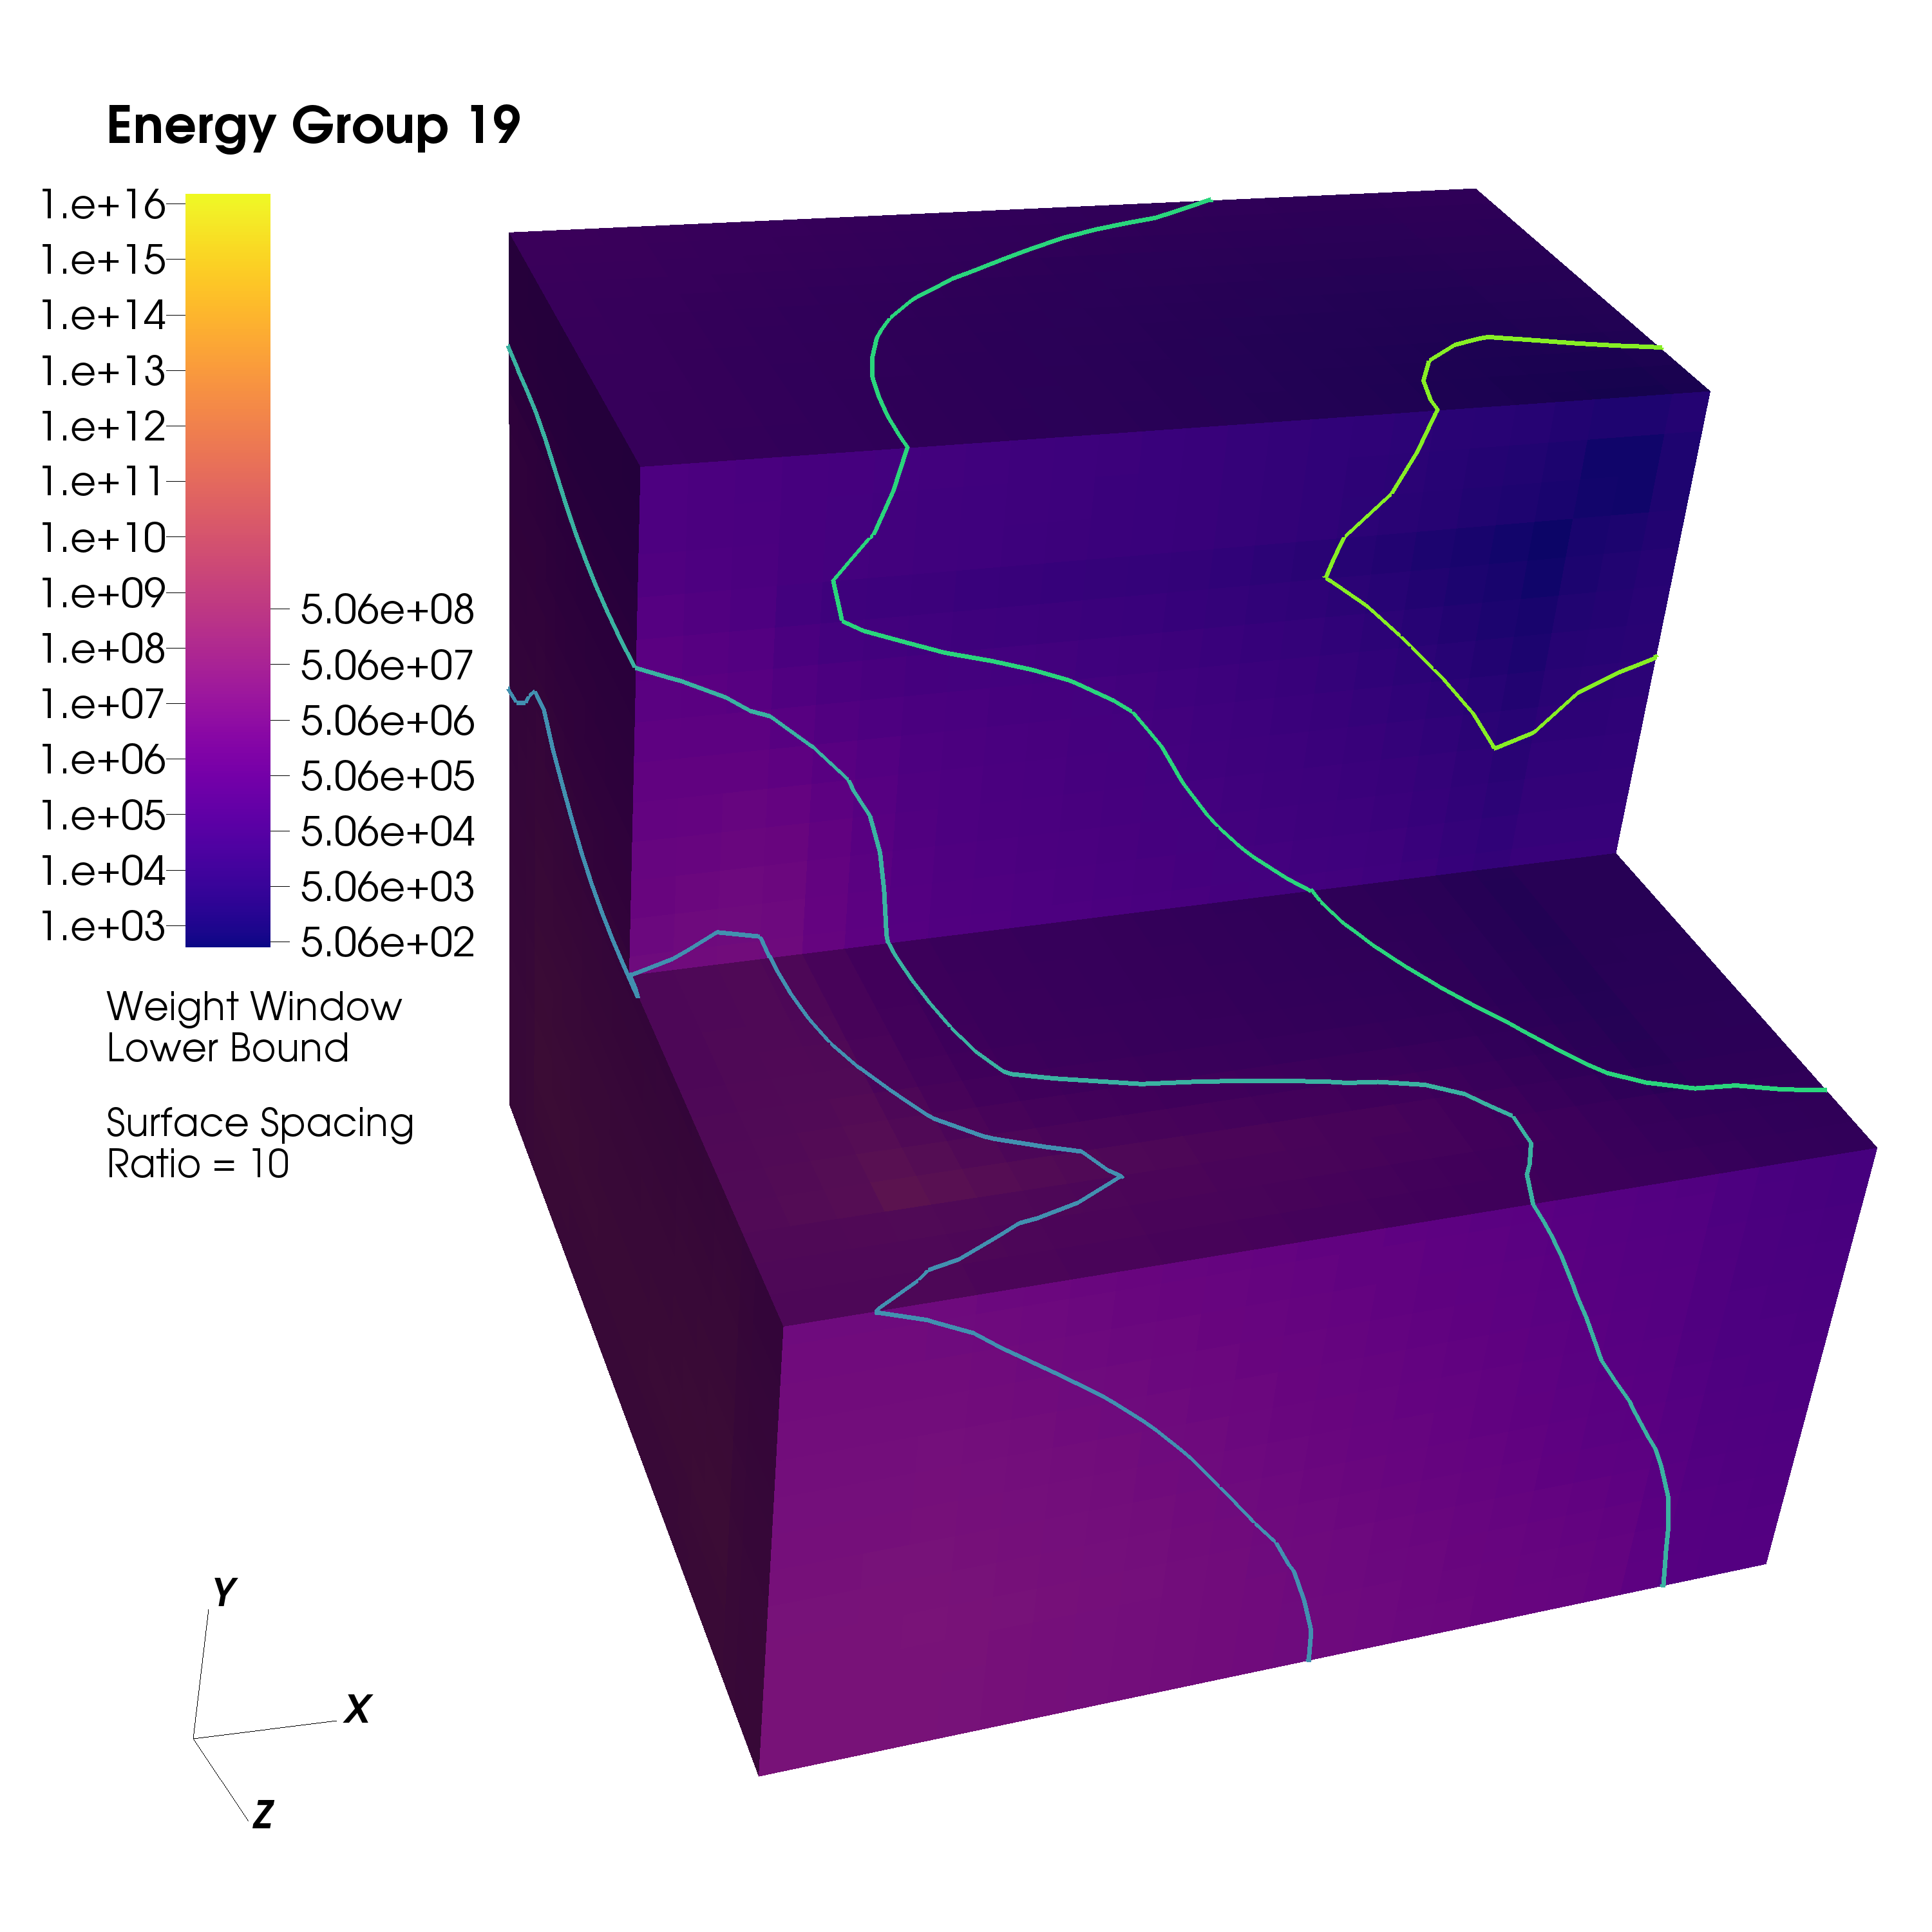 Energy Group 19
1.e+16
1.e+15
1.e+14
1.e+13
1.e+12
1.e+11
1.e+10
1.e+09
1.e+08
1.e+07
1.e+06
1.e+05
1.e+04
1.e+03
5.06e+08
5.06e+07
5.06e+06
5.06e+05
5.06e+04
5.06e+03
5.06e+02
Weight Window
Lower Bound
Surface Spacing
Ratio = 10
Y
X
Z